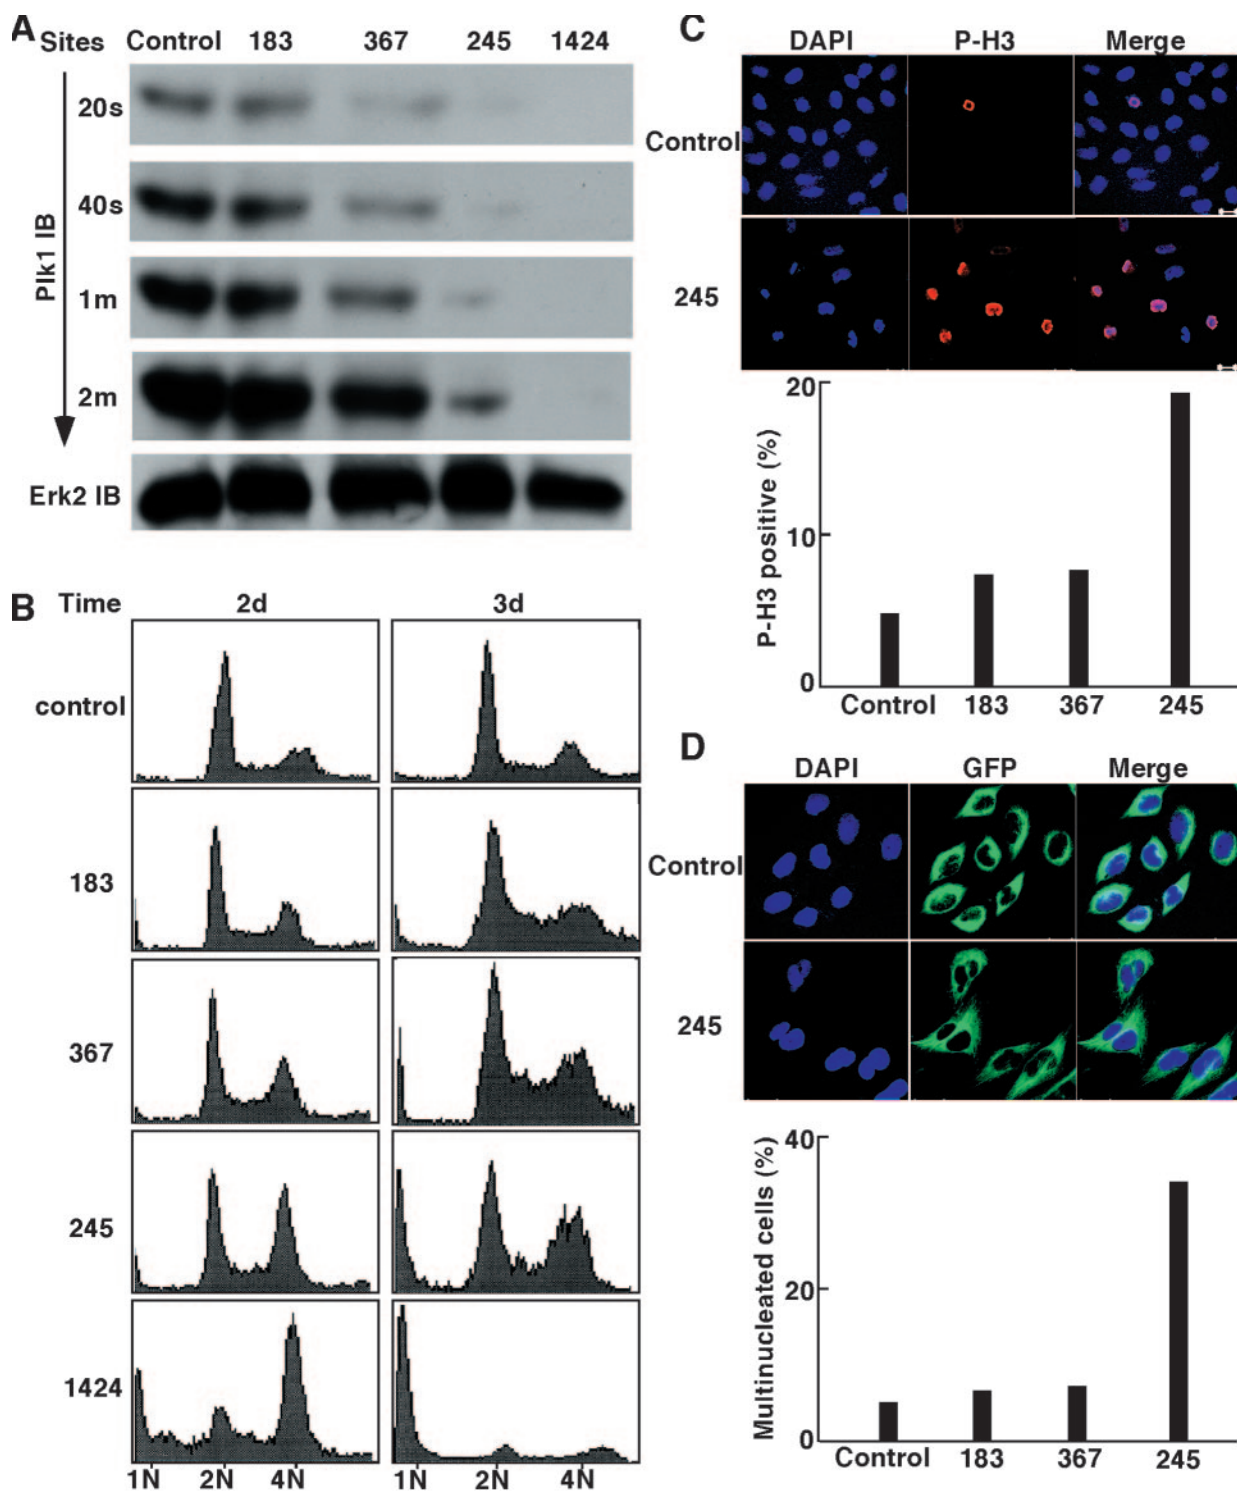 A
Sites Control 183 367 245 1424
20s
40s
1m
2m
Plk1 IB
Erk2 IB
B
Time 2d 3d
control
183
367
245
1424
1N 2N 4N 1N 2N 4N
C
DAPI P-H3 Merge
Control
245
P-H3 positive (%)
20
10
0
Control 183 367 245
D
DAPI GFP Merge
Control
245
Multinucleated cells (%)
40
20
0
Control 183 367 245